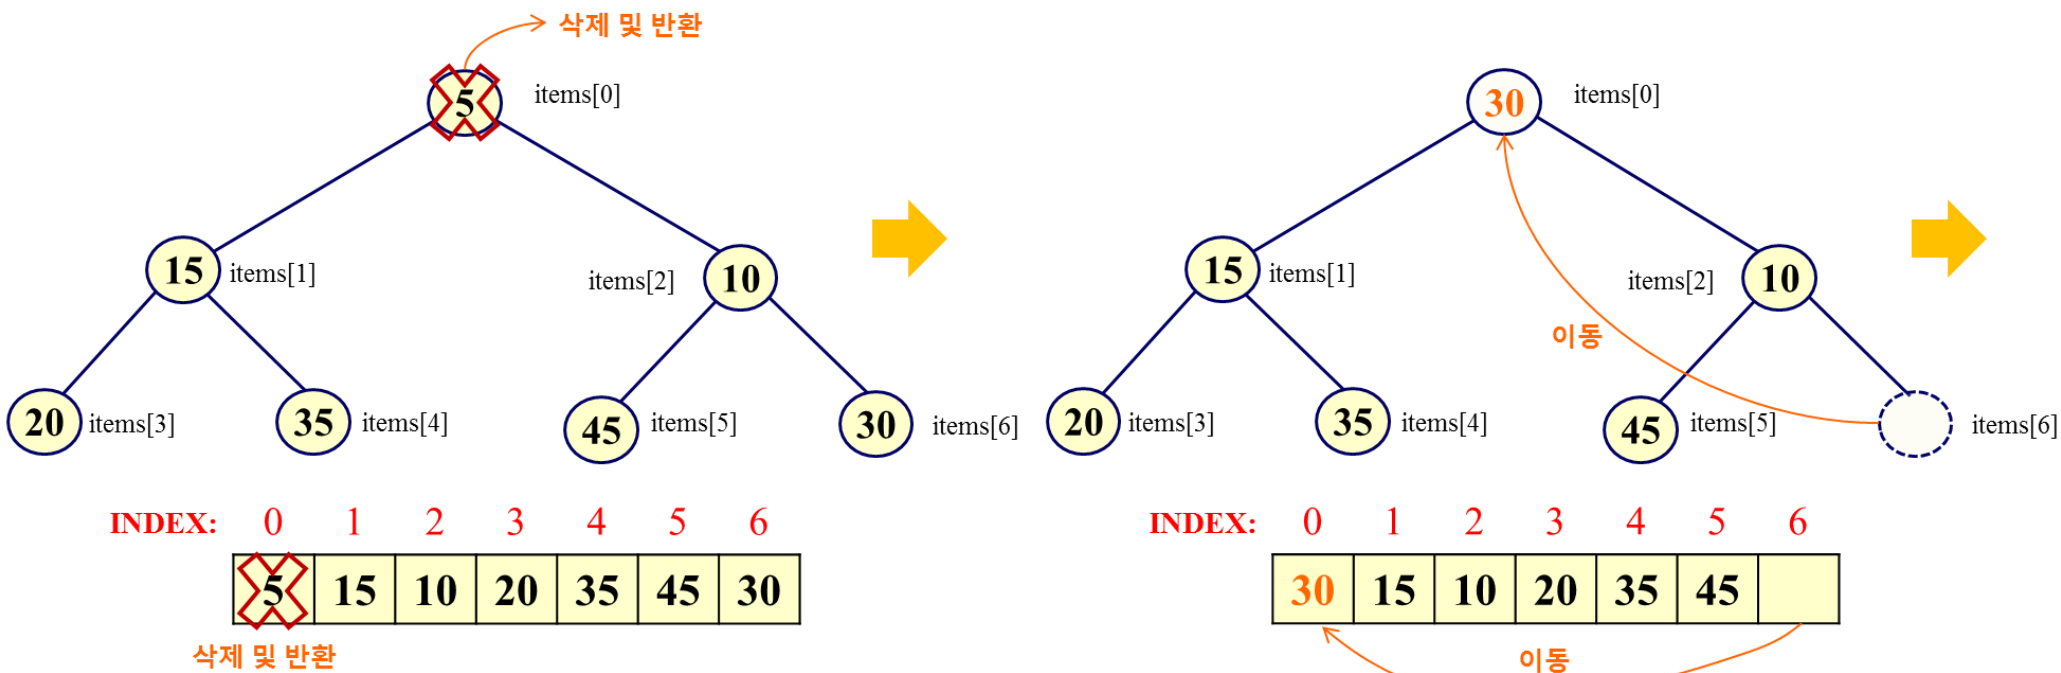 삭제 및 반환
5
items[0]
15
items[1]
items[2]
10
20
items[3]
35
items[4]
45
items[5]
30
items[6]
INDEX: 0 1 2 3 4 5 6
5 15 10 20 35 45 30
삭제 및 반환
30
items[0]
15
items[1]
items[2]
10
이동
20
items[3]
35
items[4]
45
items[5]
items[6]
INDEX: 0 1 2 3 4 5 6
30 15 10 20 35 45
이동